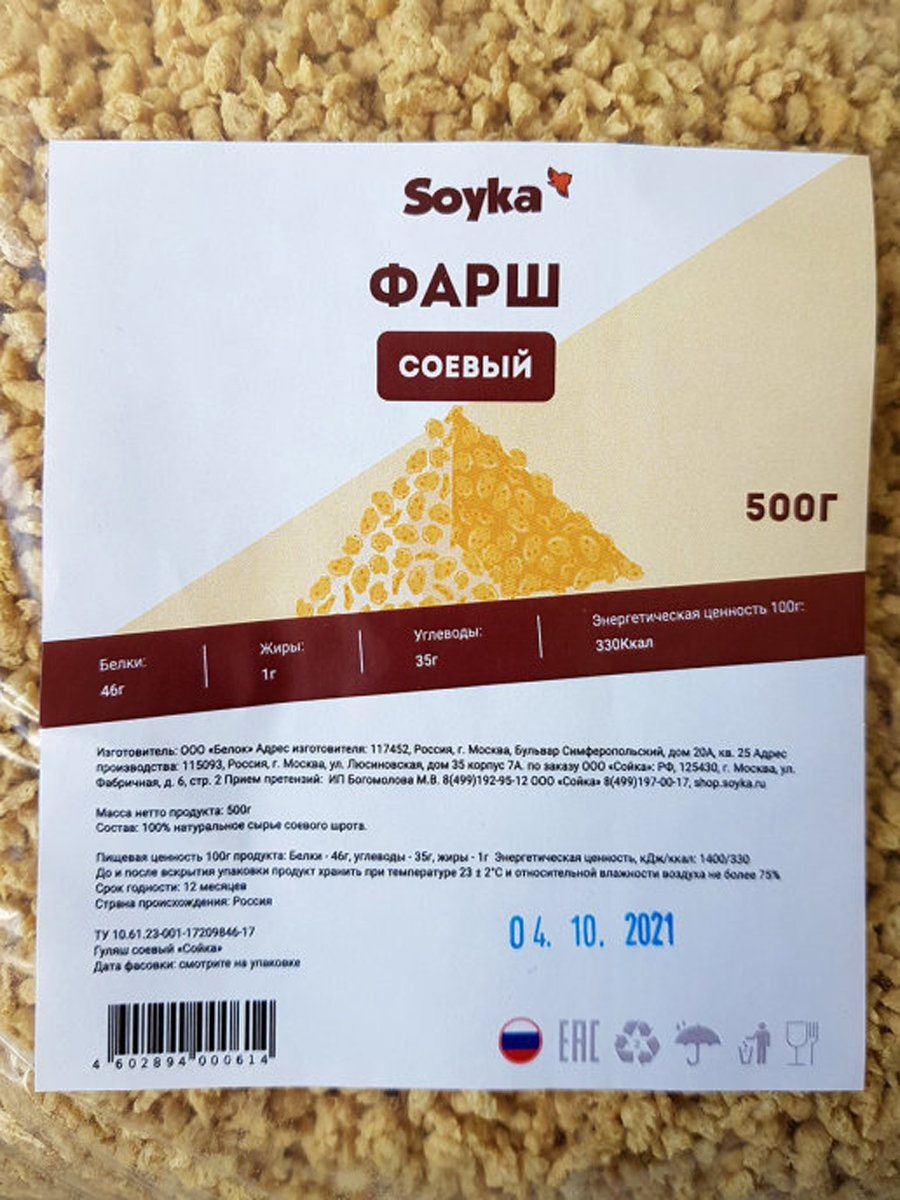 Soyka
ФАРШ
СОЕВЫЙ
500Г
Белки:
46г
Жиры:
1г
Углеводы:
35г
Энергетическая ценность 100г:
330Ккал
Изготовитель: ООО «Белок» Адрес изготовителя: 117452, Россия, г. Москва, Бульвар Симферопольский, дом 20А, кв. 25 Адрес
производства: 115093, Россия, г. Москва, ул. Люсиновская, дом 35 корпус 7А. по заказу ООО «Сойка»: РФ, 125430, г. Москва, ул.
Фабричная, д. 6, стр. 2 Прием претензий: ИП Богомолова М.В. 8(499)192-95-12 ООО «Сойка» 8(499)197-00-17, shop.soyka.ru
Масса нетто продукта: 500г
Состав: 100% натуральное сырье соевого шрота.
Пищевая ценность 100г продукта: Белки - 46г, углеводы - 35г, жиры - 1г Энергетическая ценность, кДж/ккал: 1400/330
До и после вскрытия упаковки продукт хранить при температуре 23 ± 2°С и относительной влажности воздуха не более 75%
Срок годности: 12 месяцев
Страна происхождения: Россия
ТУ 10.61.23-001-17209846-17
Гуляш соевый «Сойка»
Дата фасовки: смотрите на упаковке
04. 10. 2021
4 602894 000614
ЕАС
2